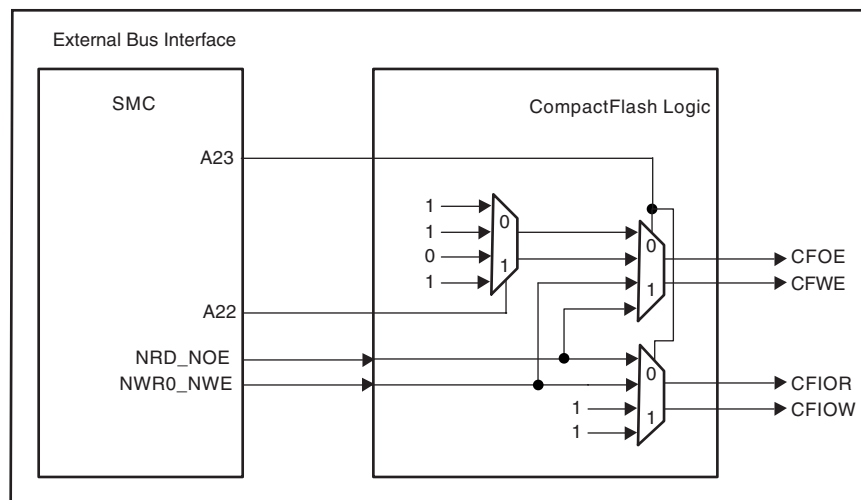 External Bus Interface
SMC
CompactFlash Logic
A23
1
1
0
1
0
1
0
1
CFOE
CFWE
A22
NRD_NOE
NWR0_NWE
0
1
1
1
CFIOR
CFIOW